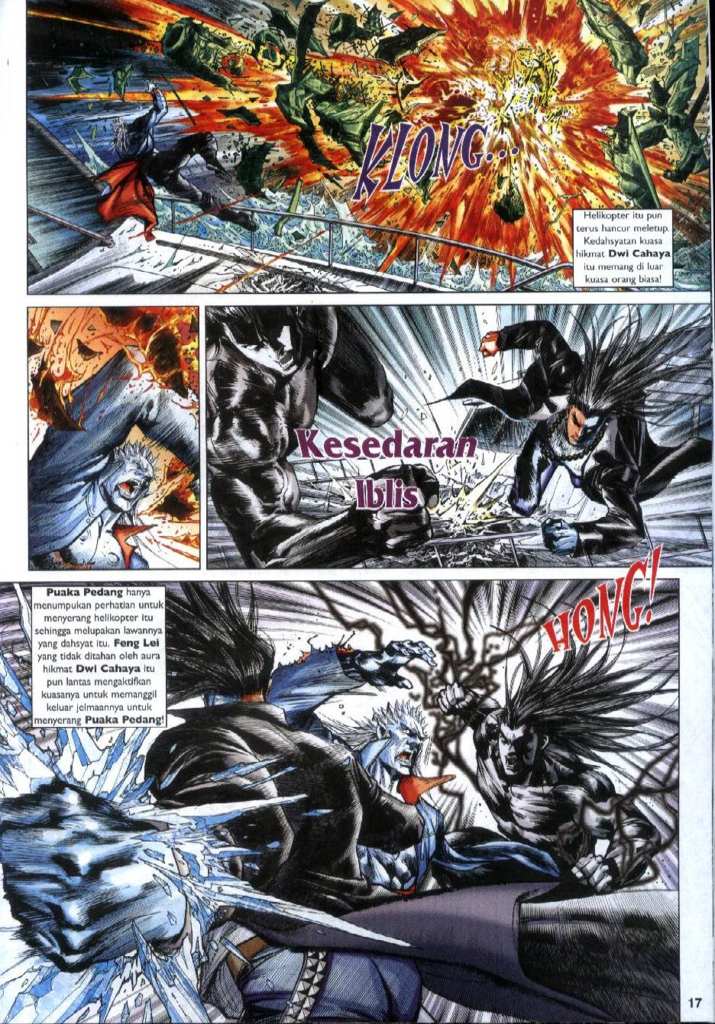 KLONG...
Helikopter itu pun
terus hancur meletup.
Kedahsyatan kuasa
hikmat Dwi Cahaya
itu memang di luar
kuasa orang biasa!
Kesedaran
Iblis
Puaka Pedang hanya
menumpukan perhatian untuk
menyerang helikopter itu
sehingga melupakan lawannya
yang dahsyat itu. Feng Lei
yang tidak ditahan oleh aura
hikmat Dwi Cahaya itu
pun lantas mengaktifkan
kuasanya untuk memanggil
keluar jelmaannya untuk
menyerang Puaka Pedang!
HONG!
17